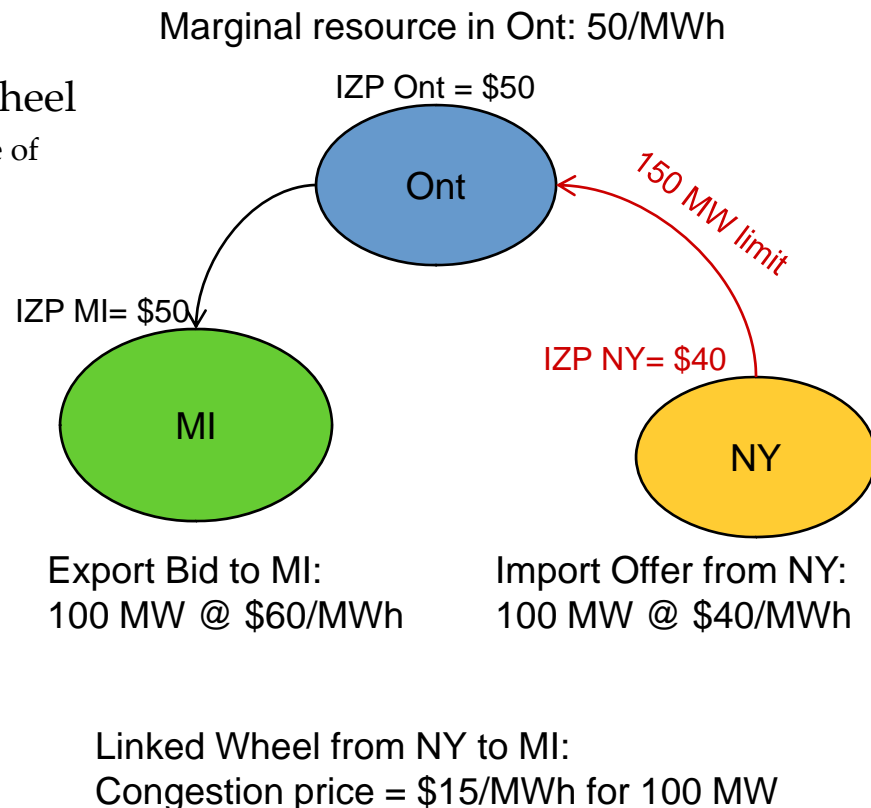 Marginal resource in Ont: 50/MWh
IZP Ont = $50
e of
Ont
150 MW limit
IZP MI= $50
IZP NY= $40
MI
NY
Export Bid to MI:
100 MW @ $60/MWh
Import Offer from NY:
100 MW @ $40/MWh
Linked Wheel from NY to MI:
Congestion price = $15/MWh for 100 MW